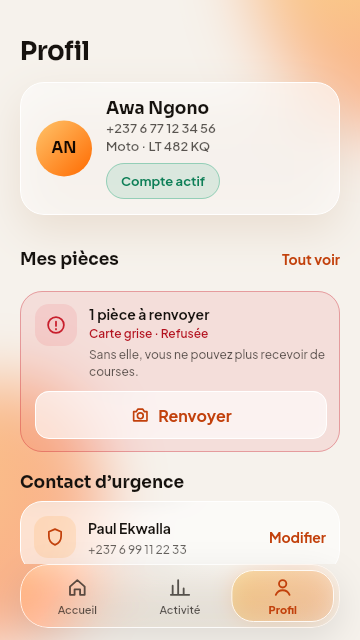 Profil
Awa Ngono
+237 6 77 12 34 56
AN
Moto · LT 482 KQ
Compte actif
Mes pièces
Tout voir
1 pièce à renvoyer
Carte grise · Refusée
Sans elle, vous ne pouvez plus recevoir de
courses.
Renvoyer
Contact d’urgence
Paul Ekwalla
Modifier
+237 6 99 11 22 33
Accueil
Activité
Profil